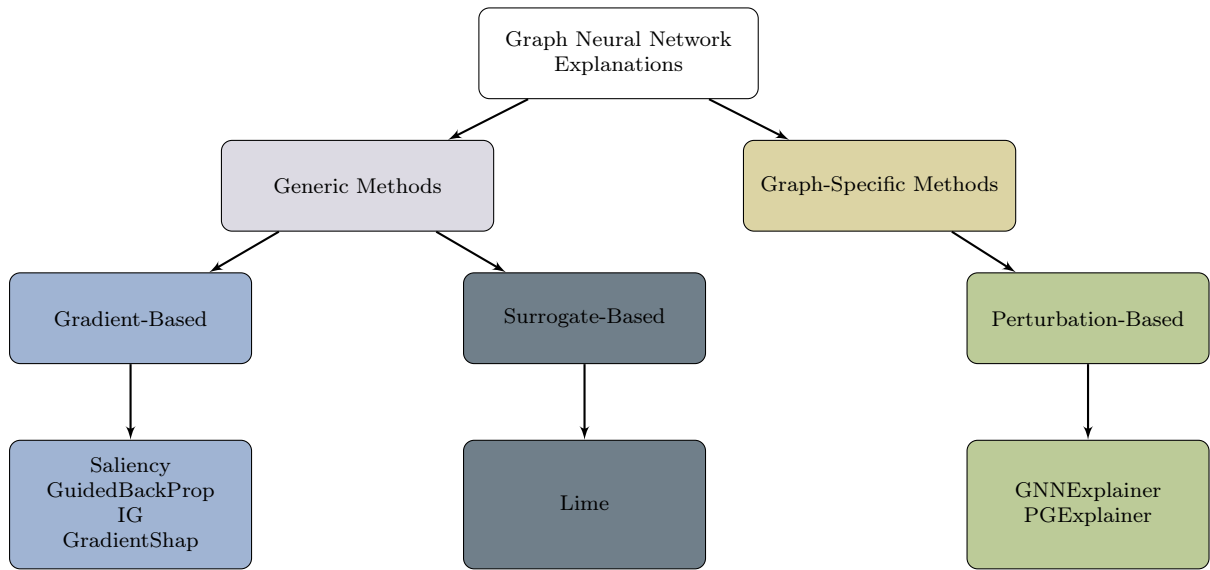 Graph Neural Network
Explanations
Generic Methods
Graph-Specific Methods
Gradient-Based
Surrogate-Based
Perturbation-Based
Saliency
GuidedBackProp
IG
GradientShap
Lime
GNNExplainer
PGExplainer